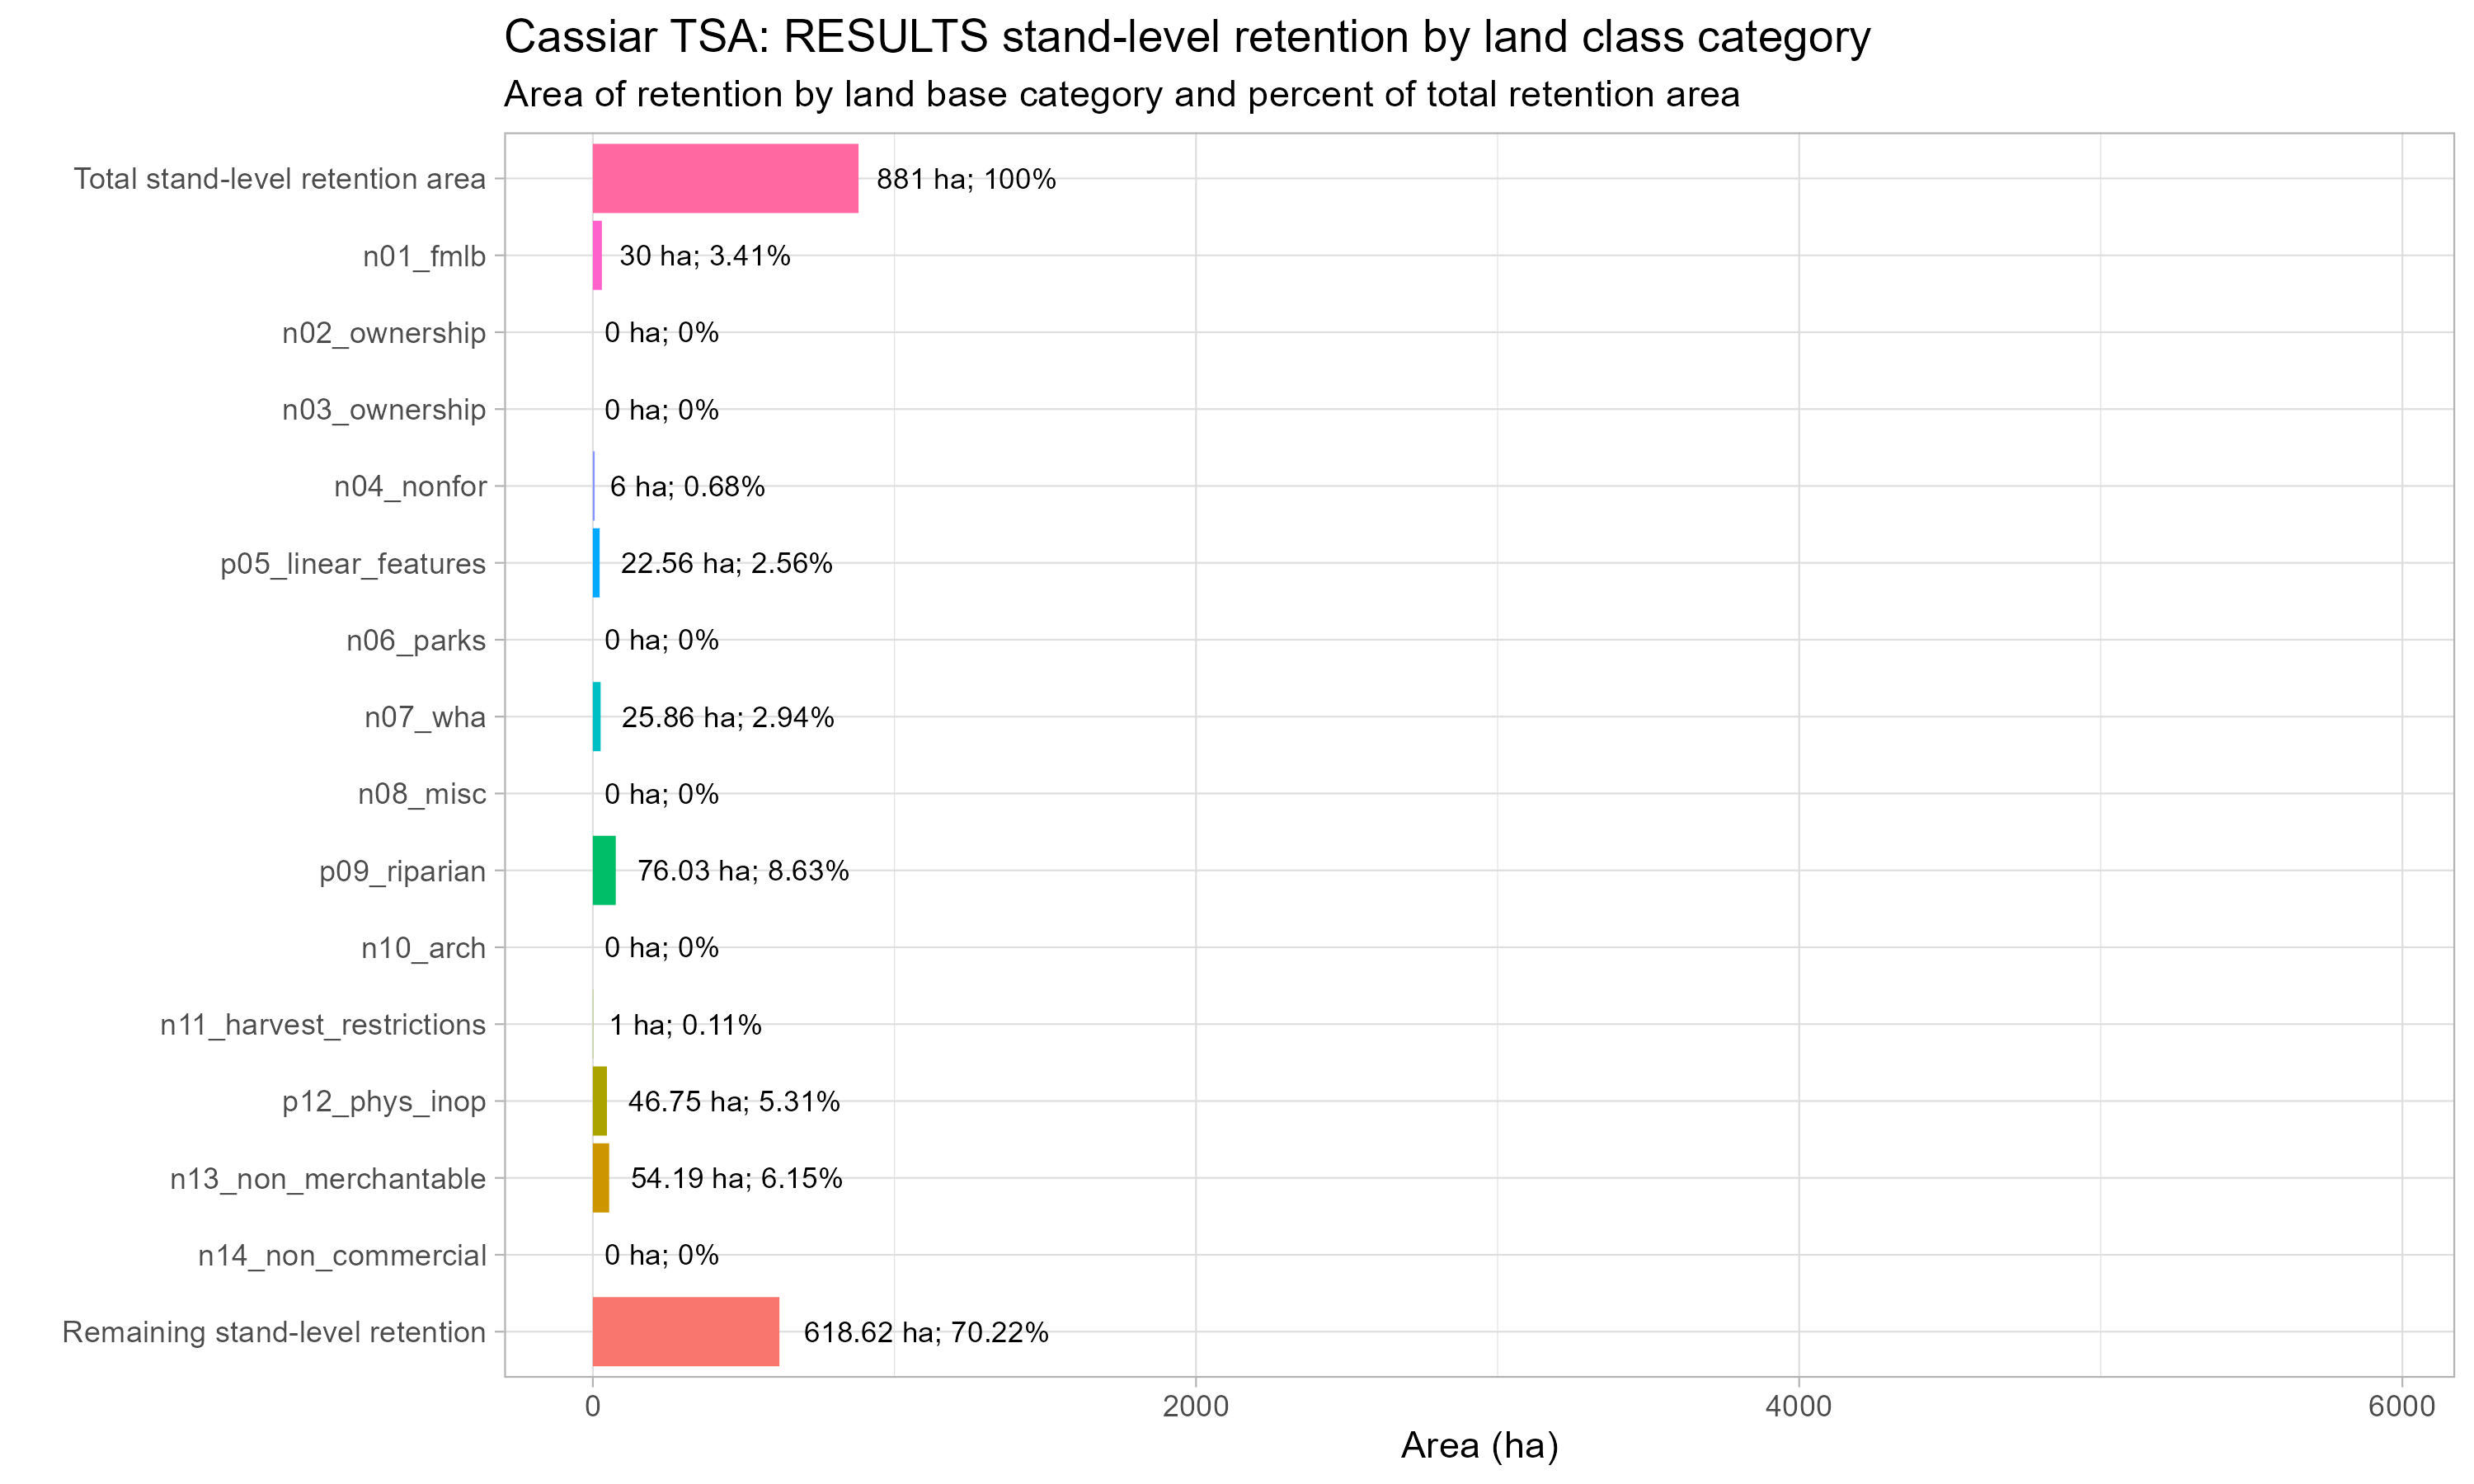 Cassiar TSA: RESULTS stand-level retention by land class category
Area of retention by land base category and percent of total retention area
Total stand-level retention area 881 ha; 100%
n01_fmlb 30 ha; 3.41%
n02_ownership 0 ha; 0%
n03_ownership 0 ha; 0%
n04_nonfor 6 ha; 0.68%
p05_linear_features 22.56 ha; 2.56%
n06_parks 0 ha; 0%
n07_wha 25.86 ha; 2.94%
n08_misc 0 ha; 0%
p09_riparian 76.03 ha; 8.63%
n10_arch 0 ha; 0%
n11_harvest_restrictions 1 ha; 0.11%
p12_phys_inop 46.75 ha; 5.31%
n13_non_merchantable 54.19 ha; 6.15%
n14_non_commercial 0 ha; 0%
Remaining stand-level retention 618.62 ha; 70.22%
0 2000 4000 6000
Area (ha)